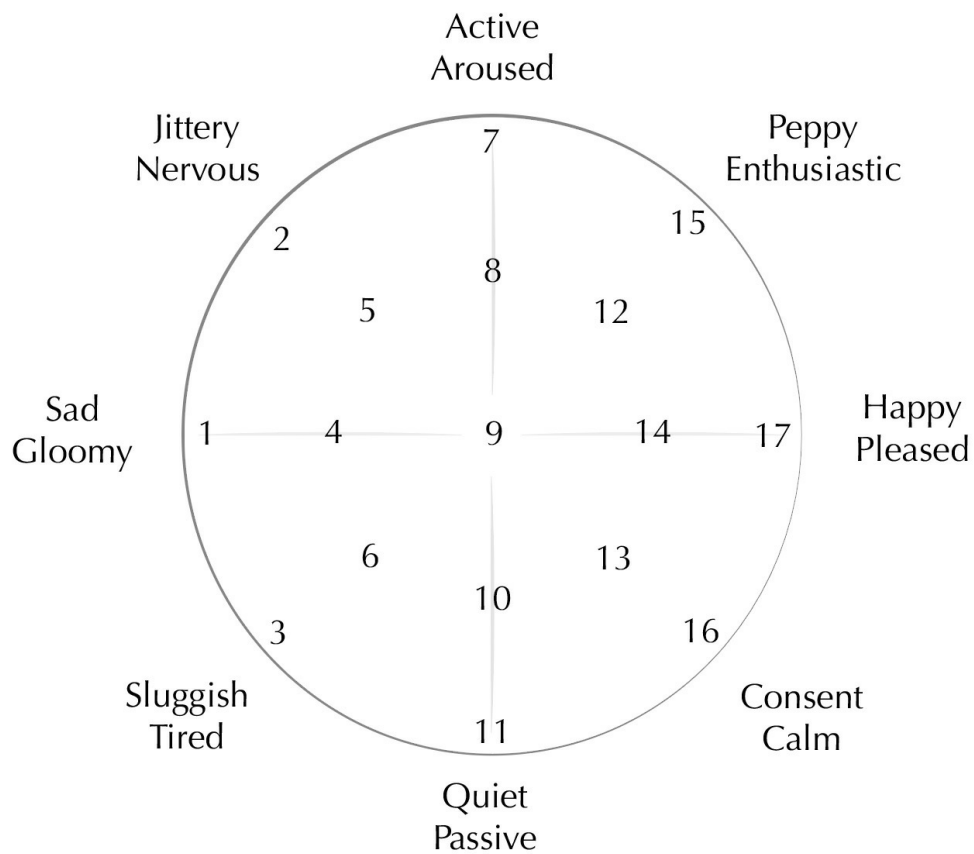 Active
Aroused
Jittery
Nervous
Peppy
Enthusiastic
7
15
2
8
5
12
Sad
Gloomy
1
4
9
14
17
Happy
Pleased
6
13
10
3
16
Sluggish
Tired
11
Consent
Calm
Quiet
Passive